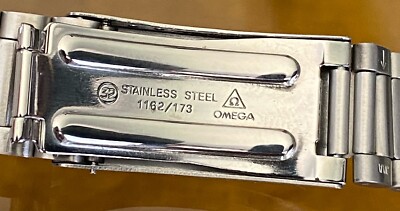 STAINLESS STEEL
1162/173
Ω
OMEGA